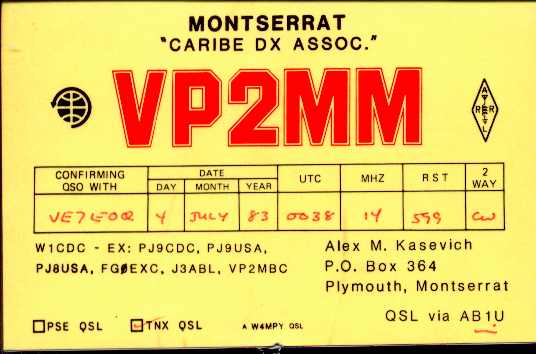 MONTSERRAT
"CARIBE DX ASSOC."
VP2MM
ARRL
CONFIRMING QSO WITH DATE DAY MONTH YEAR UTC MHZ RST 2 WAY
VE7EOQ 4 JULY 83 0038 14 599 CW
W1CDC - EX: PJ9CDC, PJ9USA,
PJ8USA, FGØEXC, J3ABL, VP2MBC
Alex M. Kasevich
P.O. Box 364
Plymouth, Montserrat
QSL via AB1U
PSE QSL TNX QSL A W4MPY QSL